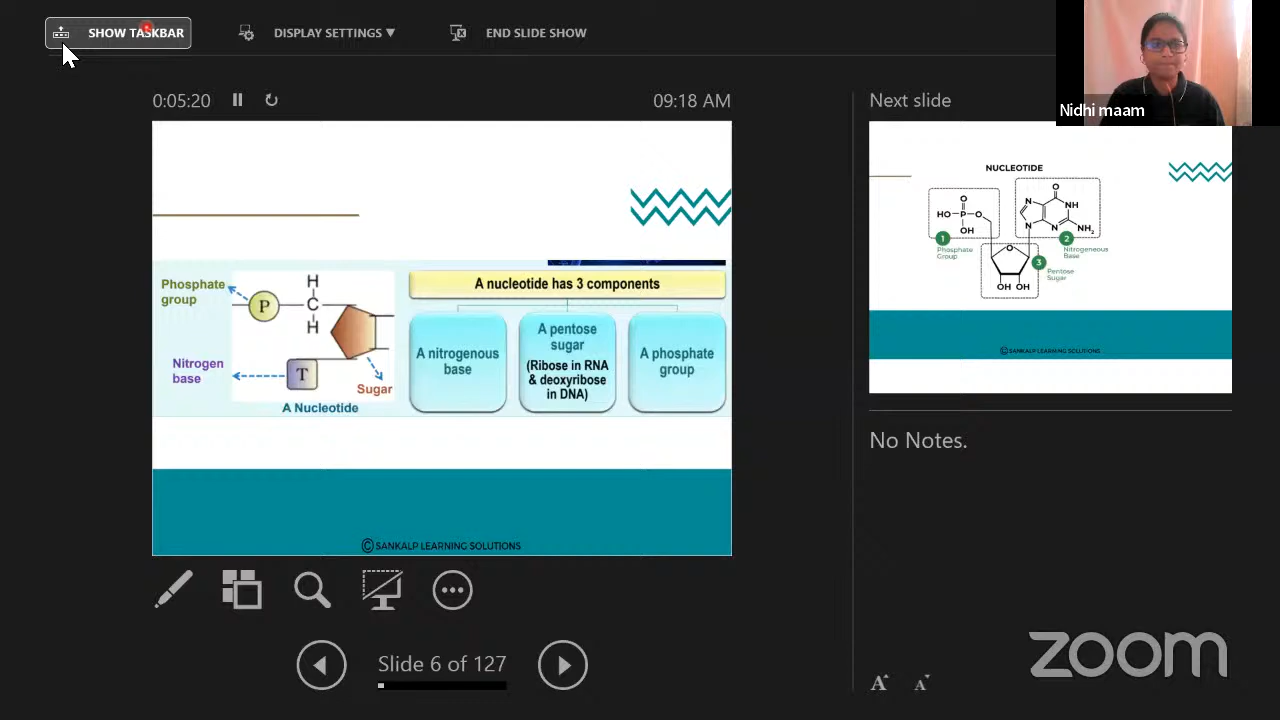 SHOW TASKBAR
DISPLAY SETTINGS ▼
END SLIDE SHOW
Nidhi maam
0:05:20
09:18 AM
Next slide
Phosphate
group
P
H
C
H
Nitrogen
base
T
Sugar
A Nucleotide
A nucleotide has 3 components
A nitrogenous
base
A pentose
sugar
(Ribose in RNA
& deoxyribose
in DNA)
A phosphate
group
© SANKALP LEARNING SOLUTIONS
NUCLEOTIDE
O
HO P O
OH
1
Phosphate
Group
O
N NH
N N NH2
2
Nitrogeneous
Base
O
3
Pentose
Sugar
OH OH
© SANKALP LEARNING SOLUTIONS
No Notes.
Slide 6 of 127
A A
zoom